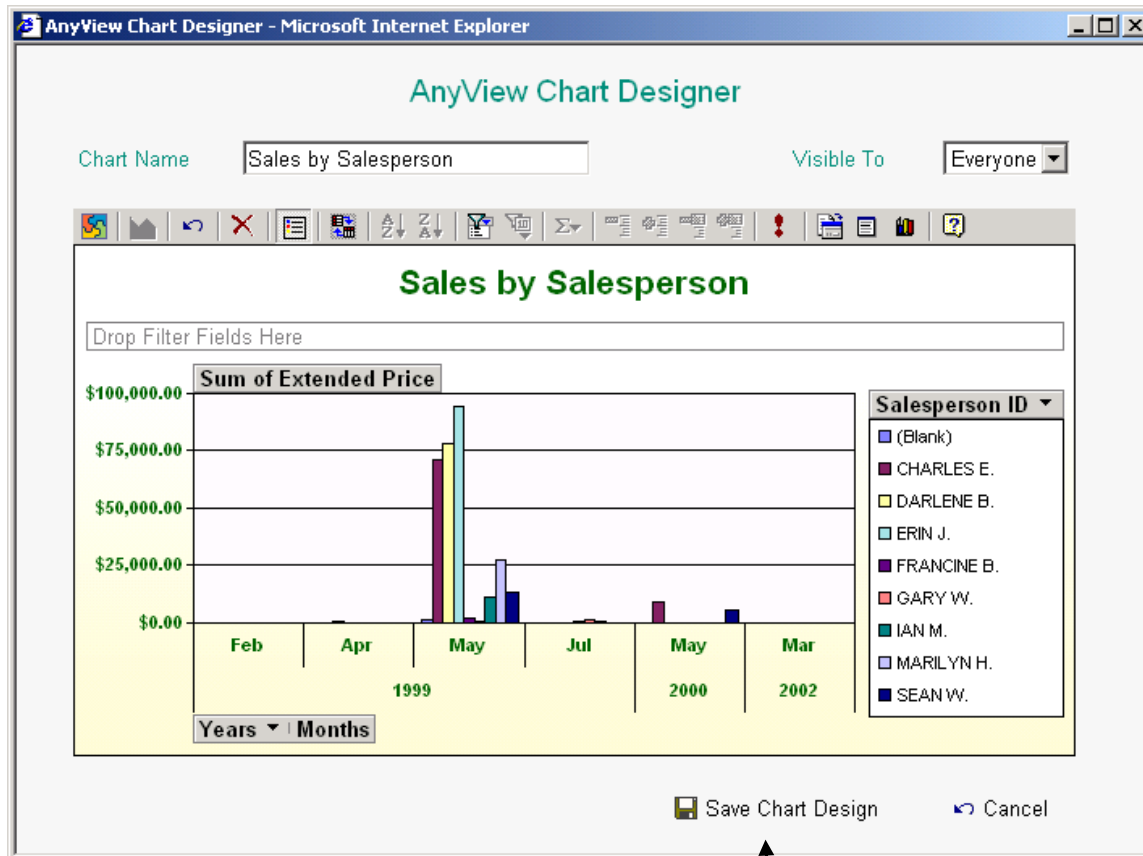 AnyView Chart Designer - Microsoft Internet Explorer
AnyView Chart Designer
Chart Name
Sales by Salesperson
Visible To
Everyone
Sales by Salesperson
Drop Filter Fields Here
Sum of Extended Price
$100,000.00
$75,000.00
$50,000.00
$25,000.00
$0.00
Feb
Apr
May
Jul
May
Mar
1999
2000
2002
Years
Months
Salesperson ID
(Blank)
CHARLES E.
DARLENE B.
ERIN J.
FRANCINE B.
GARY W.
IAN M.
MARILYN H.
SEAN W.
Save Chart Design
Cancel